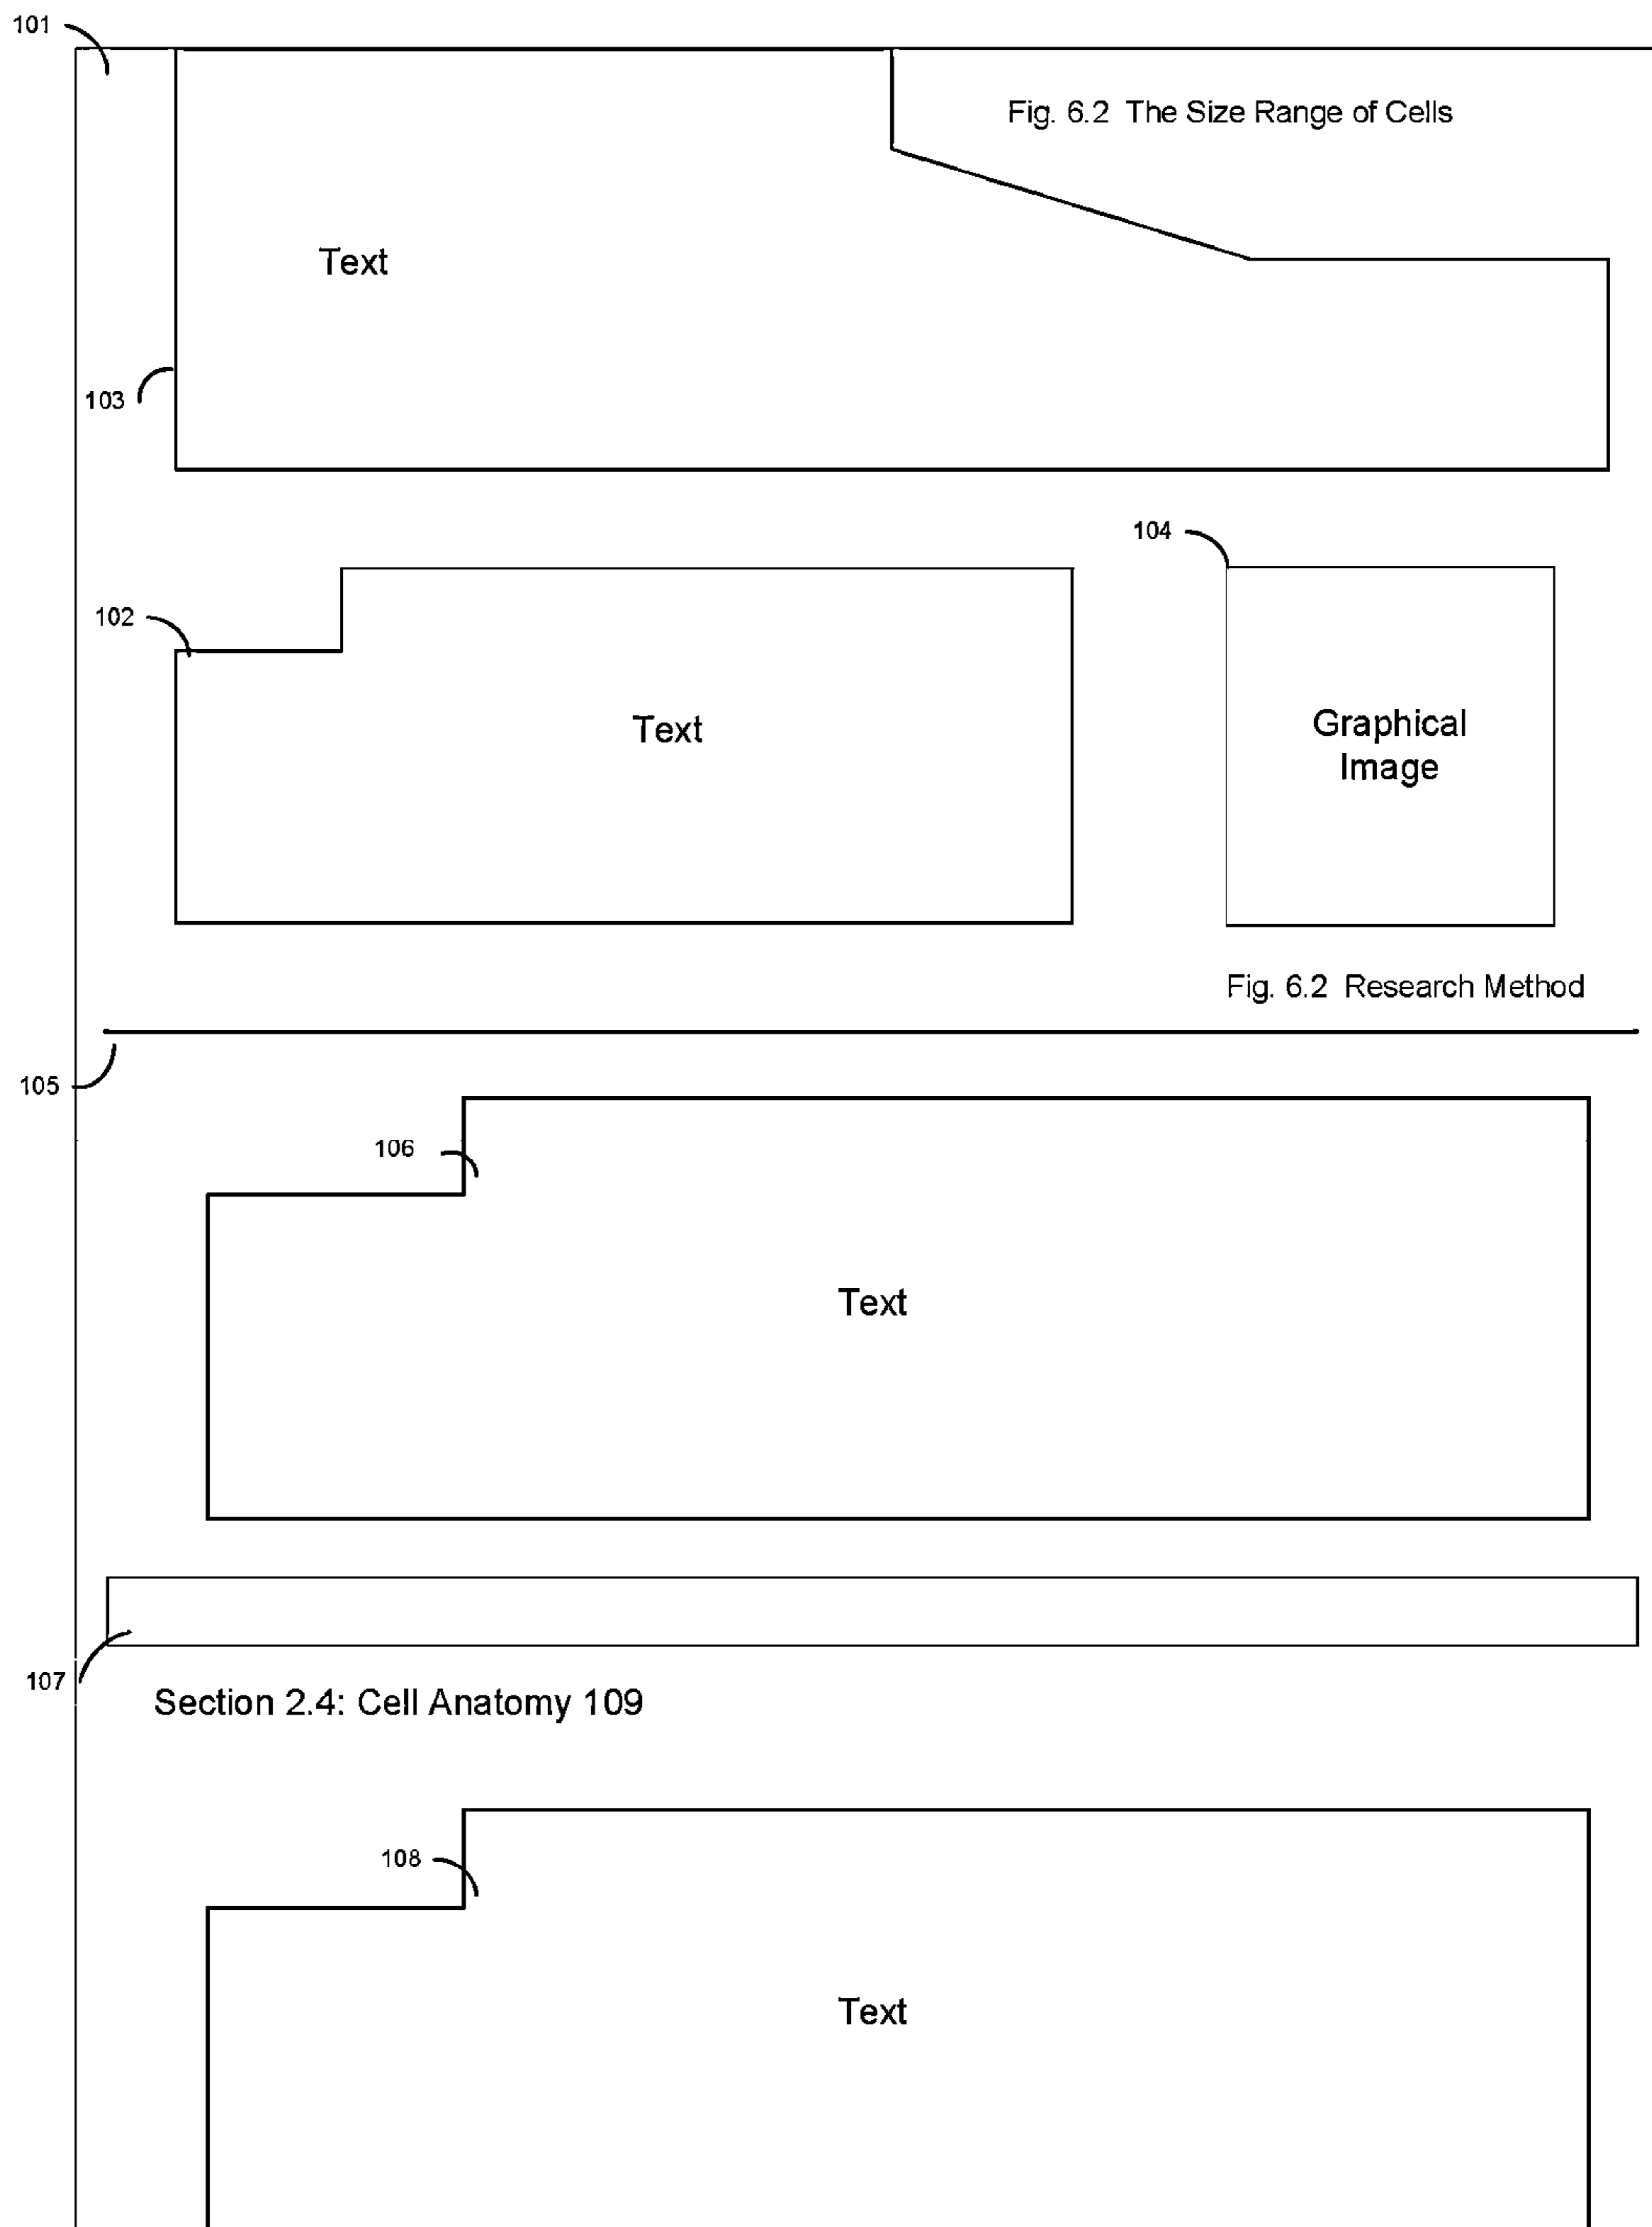 101
Fig. 6.2 The Size Range of Cells
Text
103
104
102
Text
Graphical
Image
Fig. 6.2 Research Method
105
106
Text
107
Section 2.4: Cell Anatomy 109
108
Text